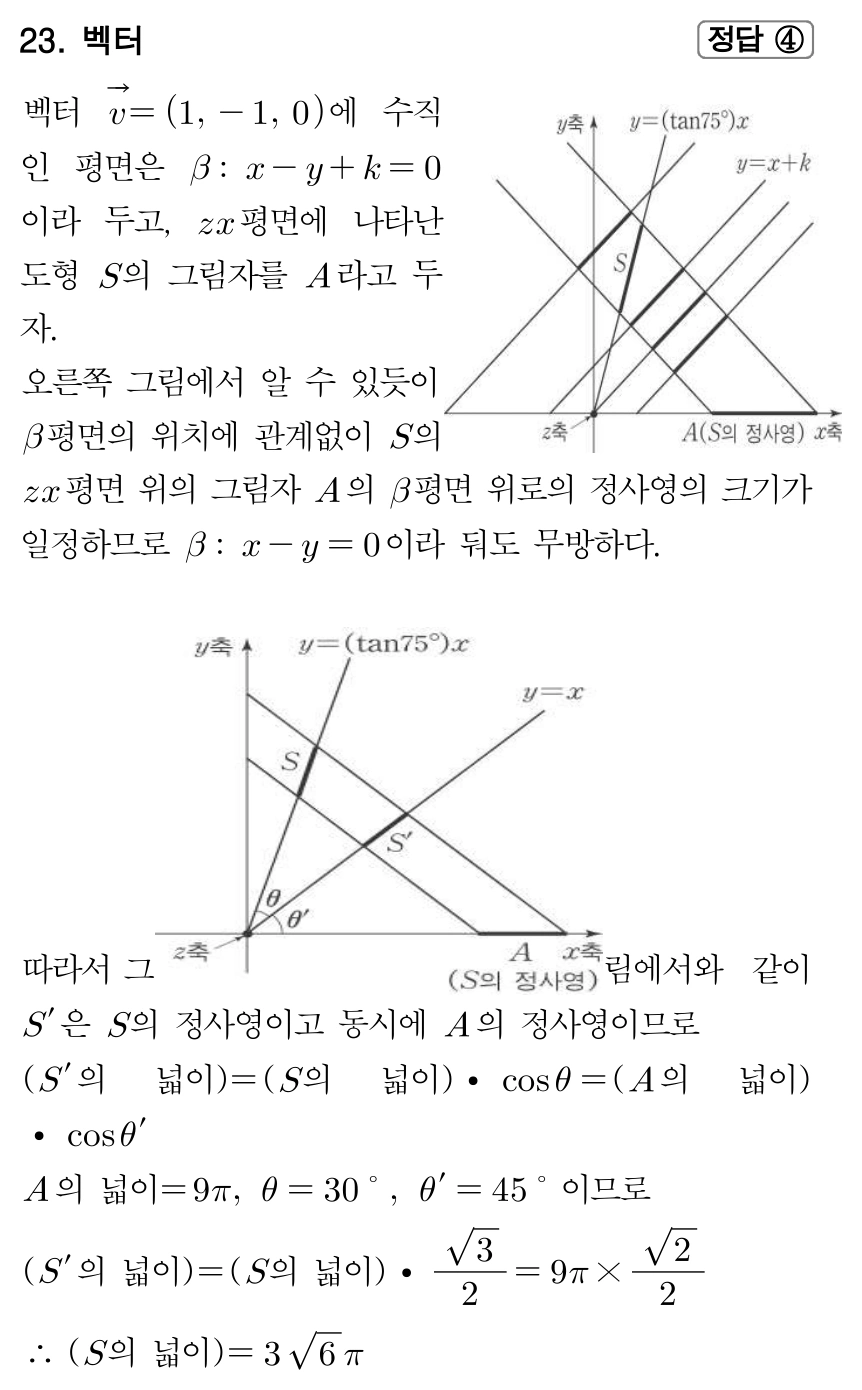 23. 벡터
정답 ④
벡터 v→= (1, −1, 0)에 수직
인 평면은 β : x−y+k=0
이라 두고, zx평면에 나타난
도형 S의 그림자를 A라고 두
자.
오른쪽 그림에서 알 수 있듯이
β평면의 위치에 관계없이 S의
y축
y=(tan75°)x
y=x+k
S
z축
A(S의 정사영)
x축
zx평면 위의 그림자 A의 β평면 위로의 정사영의 크기가
일정하므로 β : x−y=0이라 둬도 무방하다.
y축
y=(tan75°)x
y=x
S
S′
θ
θ′
z축
A
x축
(S의 정사영)
따라서 그림에서와 같이
S′은 S의 정사영이고 동시에 A의 정사영이므로
(S′의 넓이)=(S의 넓이)• cosθ=(A의 넓이)
• cosθ′
A의 넓이=9π, θ=30°, θ′=45° 이므로
(S′의 넓이)=(S의 넓이)• √3/2 = 9π × √2/2
∴ (S의 넓이)= 3√6π